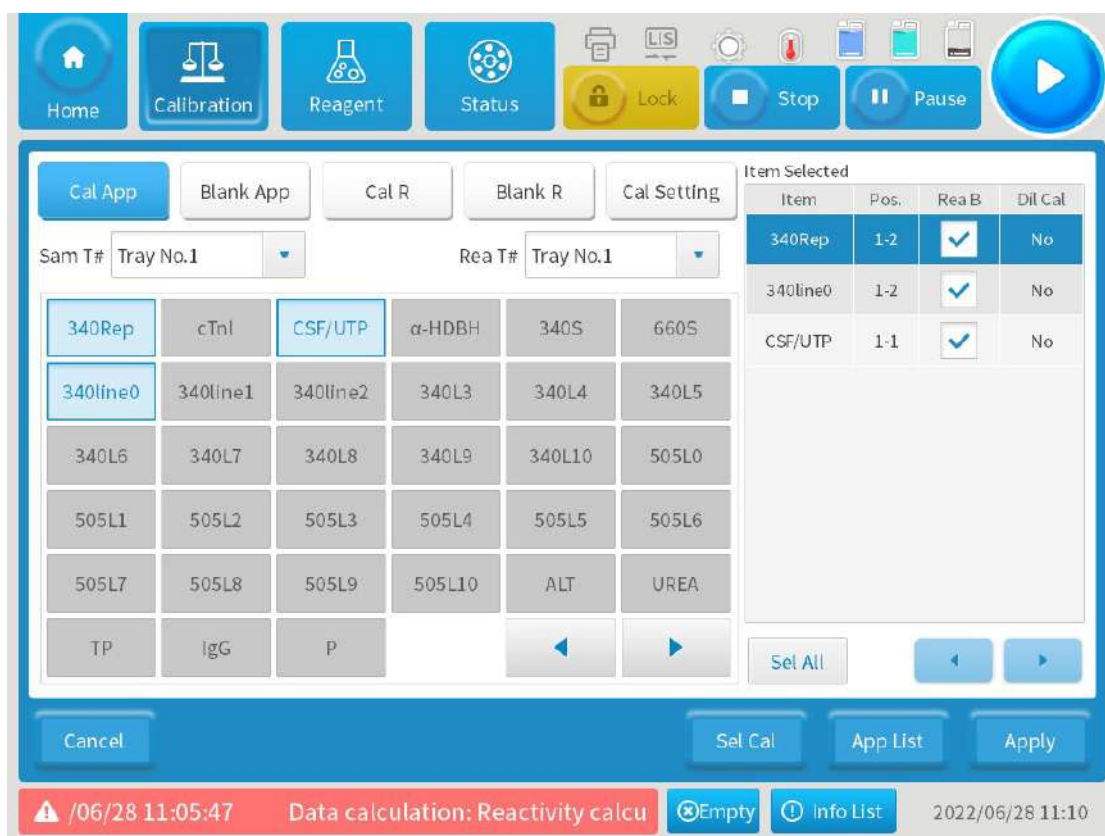 LIS
Home Calibration Reagent Status Lock Stop Pause
Cal App Blank App Cal R Blank R Cal Setting
Item Selected
Item Pos. Rea B Dil Cal
340Rep 1-2 No
340line0 1-2 No
CSF/UTP 1-1 No
Sam T# Tray No.1 Rea T# Tray No.1
340Rep cTnI CSF/UTP α-HDBH 340S 660S
340line0 340line1 340line2 340L3 340L4 340L5
340L6 340L7 340L8 340L9 340L10 505L0
505L1 505L2 505L3 505L4 505L5 505L6
505L7 505L8 505L9 505L10 ALT UREA
TP IgG P
Sel All
Cancel Sel Cal App List Apply
/06/28 11:05:47 Data calculation: Reactivity calcu Empty Info List 2022/06/28 11:10